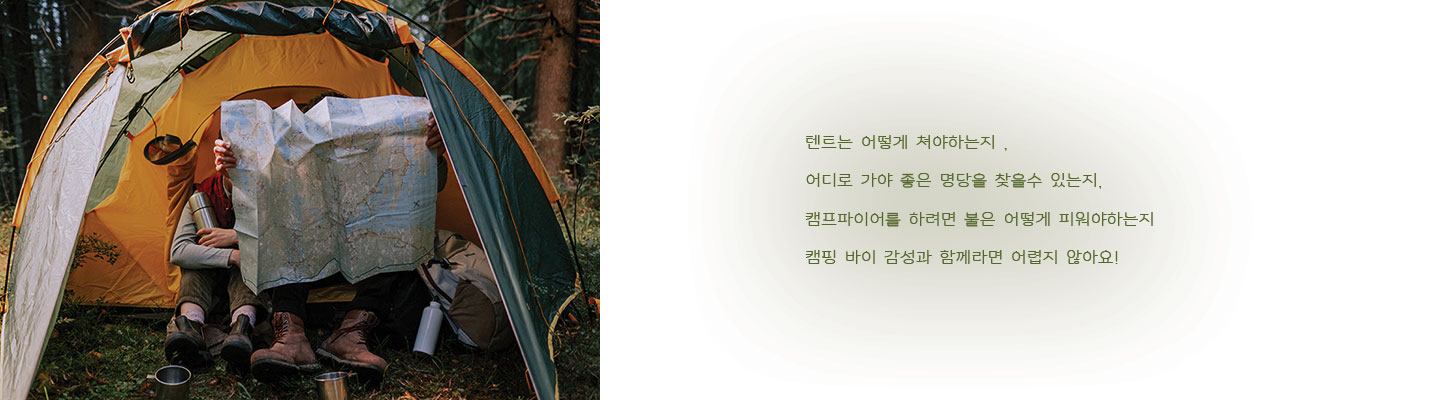 텐트는 어떻게 쳐야하는지 ,
어디로 가야 좋은 명당을 찾을수 있는지,
캠프파이어를 하려면 불은 어떻게 피워야하는지
캠핑 바이 감성과 함께라면 어렵지 않아요!